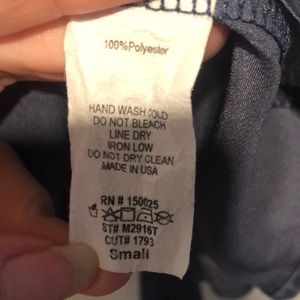 100%Polyester
HAND WASH COLD
DO NOT BLEACH
LINE DRY
IRON LOW
DO NOT DRY CLEAN
MADE IN USA
RN # 150025
ST# M2916T
CUT# 1793
Small